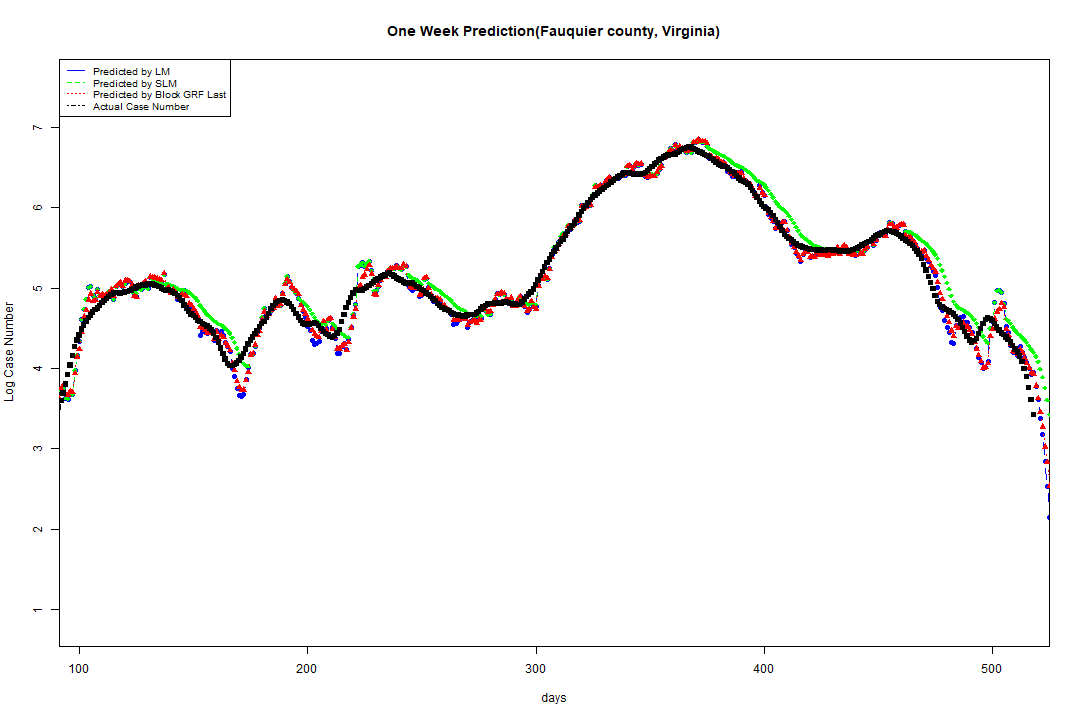 One Week Prediction(Fauquier county, Virginia)
Predicted by LM
Predicted by SLM
Predicted by Block GRF Last
Actual Case Number
Log Case Number
7
6
5
4
3
2
1
100 200 300 400 500
days